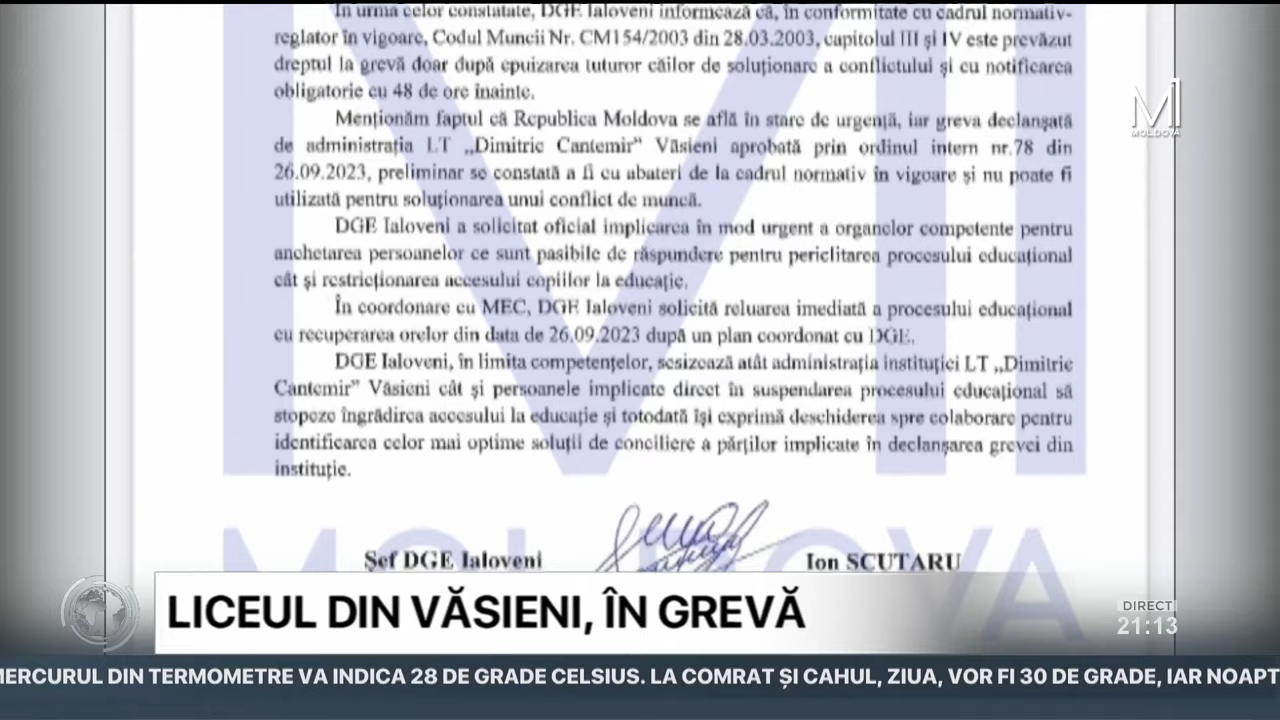 În urma celor constatate, DGE Ialoveni informează că, în conformitate cu cadrul normativ-
reglator în vigoare, Codul Muncii Nr. CM154/2003 din 28.03.2003, capitolul III și IV este prevăzut
dreptul la grevă doar după epuizarea tuturor căilor de soluționare a conflictului și cu notificarea
obligatorie cu 48 de ore înainte.
Menționăm faptul că Republica Moldova se află în stare de urgență, iar greva declanșată
de administrația LT „Dimitrie Cantemir” Văsieni aprobată prin ordinul intern nr.78 din
26.09.2023, preliminar se constată a fi cu abateri de la cadrul normativ în vigoare și nu poate fi
utilizată pentru soluționarea unui conflict de muncă.
DGE Ialoveni a solicitat oficial implicarea în mod urgent a organelor competente pentru
anchetarea persoanelor ce sunt pasibile de răspundere pentru periclitarea procesului educațional
cât și restricționarea accesului copiilor la educație.
În coordonare cu MEC, DGE Ialoveni solicită reluarea imediată a procesului educațional
cu recuperarea orelor din data de 26.09.2023 după un plan coordonat cu DGE.
DGE Ialoveni, în limita competențelor, sesizează atât administrația instituției LT „Dimitrie
Cantemir” Văsieni cât și persoanele implicate direct în suspendarea procesului educațional să
stopeze îngrădirea accesului la educație și totodată își exprimă deschiderea spre colaborare pentru
identificarea celor mai optime soluții de conciliere a părților implicate în declanșarea grevei din
instituție.
Șef DGE Ialoveni Ion SCUTARU
M1
MOLDOVA
MOLDOVA
LICEUL DIN VĂSIENI, ÎN GREVĂ
DIRECT
21:13
MERCURUL DIN TERMOMETRE VA INDICA 28 DE GRADE CELSIUS. LA COMRAT ȘI CAHUL, ZIUA, VOR FI 30 DE GRADE, IAR NOAPT